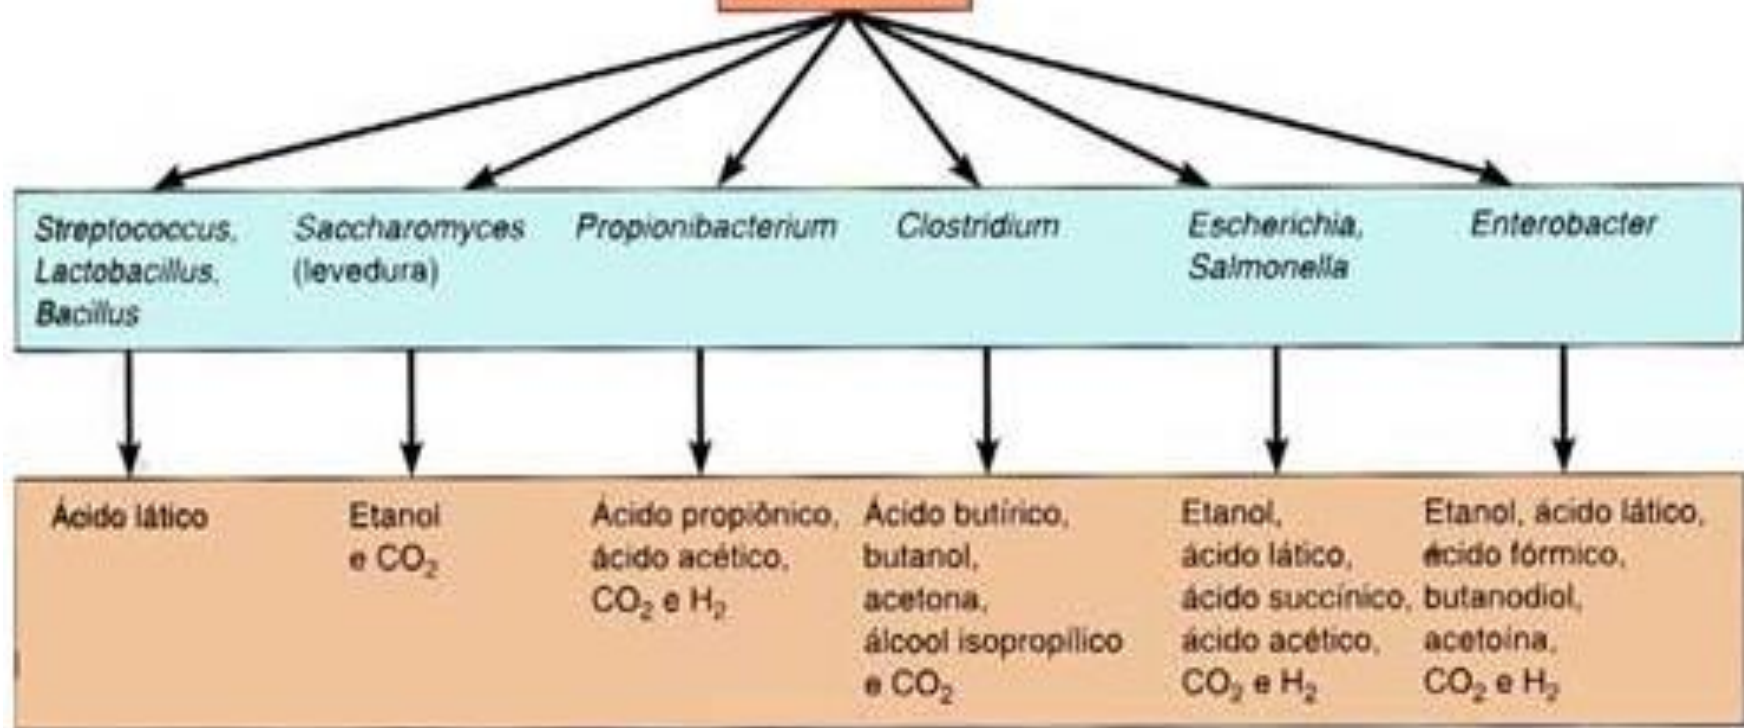 Streptococcus,
Lactobacillus,
Bacillus
Saccharomyces
(levedura)
Propionibacterium
Clostridium
Escherichia,
Salmonella
Enterobacter
Ácido lático
Etanol
e CO₂
Ácido propiônico,
ácido acético,
CO₂ e H₂
Ácido butírico,
butanol,
acetona,
álcool isopropílico
e CO₂
Etanol,
ácido lático,
ácido succínico,
ácido acético,
CO₂ e H₂
Etanol, ácido lático,
ácido fórmico,
butanodiol,
acetoína,
CO₂ e H₂